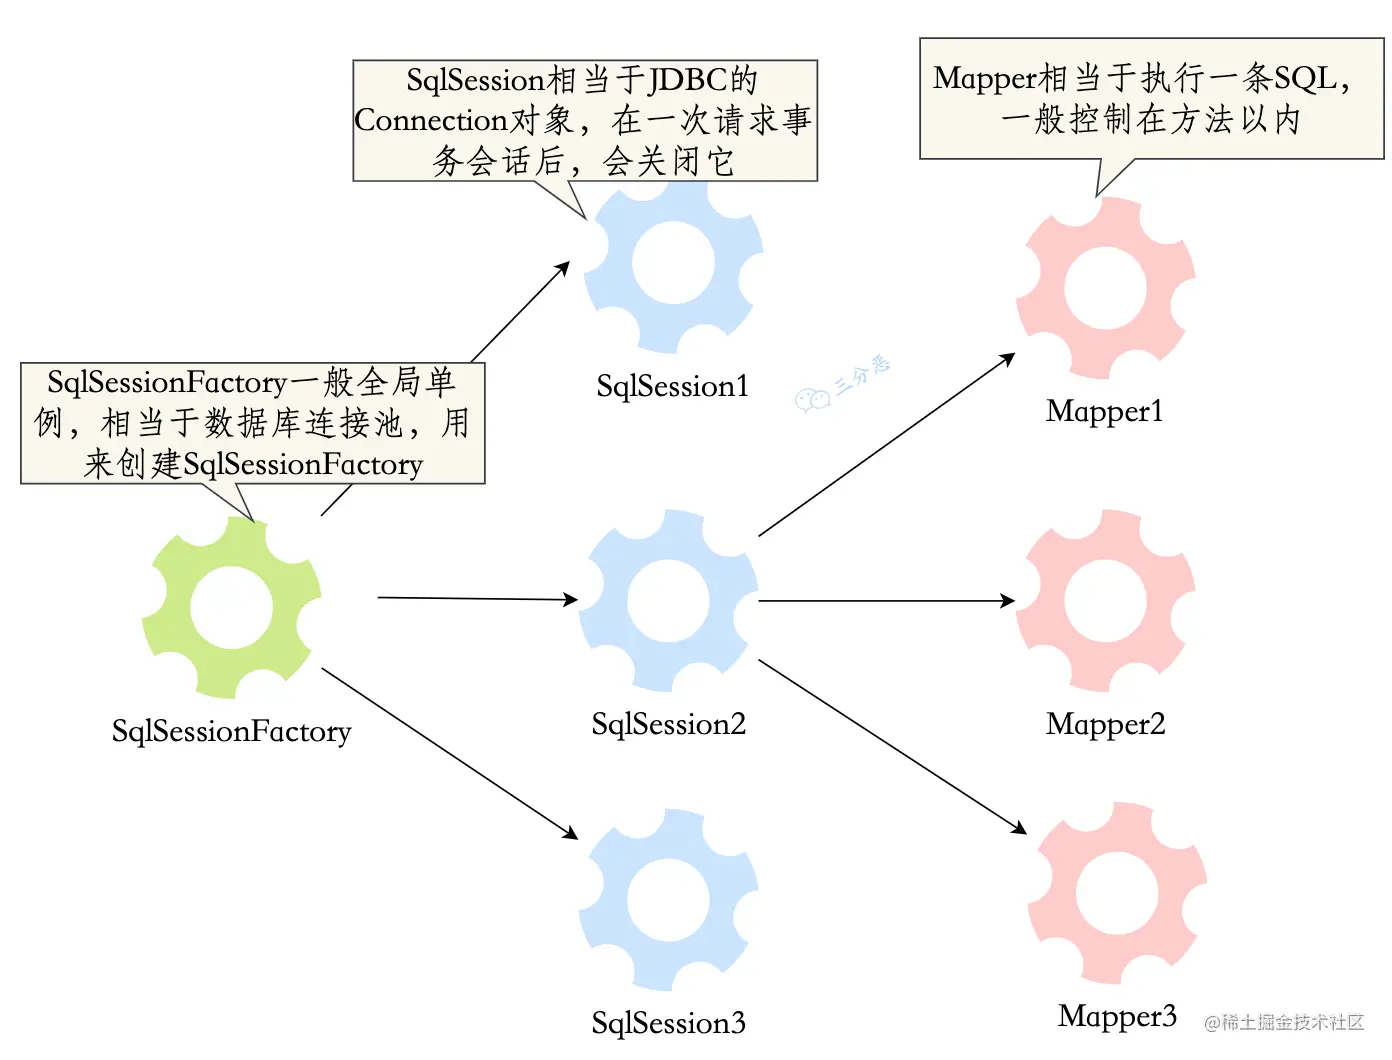 SqlSession相当于JDBC的
Connection对象，在一次请求事
务会话后，会关闭它
Mapper相当于执行一条SQL，
一般控制在方法以内
SqlSession1
三分恶
Mapper1
SqlSessionFactory一般全局单
例，相当于数据库连接池，用
来创建SqlSessionFactory
SqlSessionFactory
SqlSession2
Mapper2
SqlSession3
Mapper3
@稀土掘金技术社区